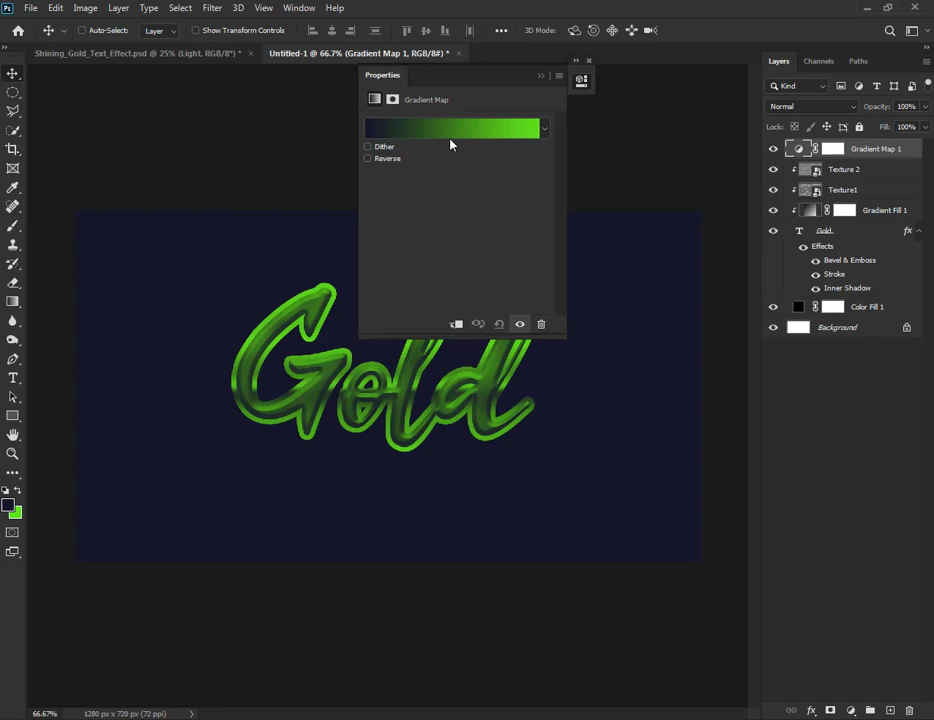 Ps File Edit Image Layer Type Select Filter 3D View Window Help
Auto-Select: Layer Show Transform Controls 3D Mode:
Shining_Gold_Text_Effect.psd @ 25% (Light, RGB/8*) * Untitled-1 @ 66.7% (Gradient Map 1, RGB/8#) *
Properties
Gradient Map
Dither
Reverse
Layers Channels Paths
Kind
Normal Opacity: 100%
Lock: Fill: 100%
Gradient Map 1
Texture 2
Texture1
Gradient Fill 1
T Gold. fx
Effects
Bevel & Emboss
Stroke
Inner Shadow
Color Fill 1
Background
Gold
66.67% 1280 px x 720 px (72 ppi)
fx